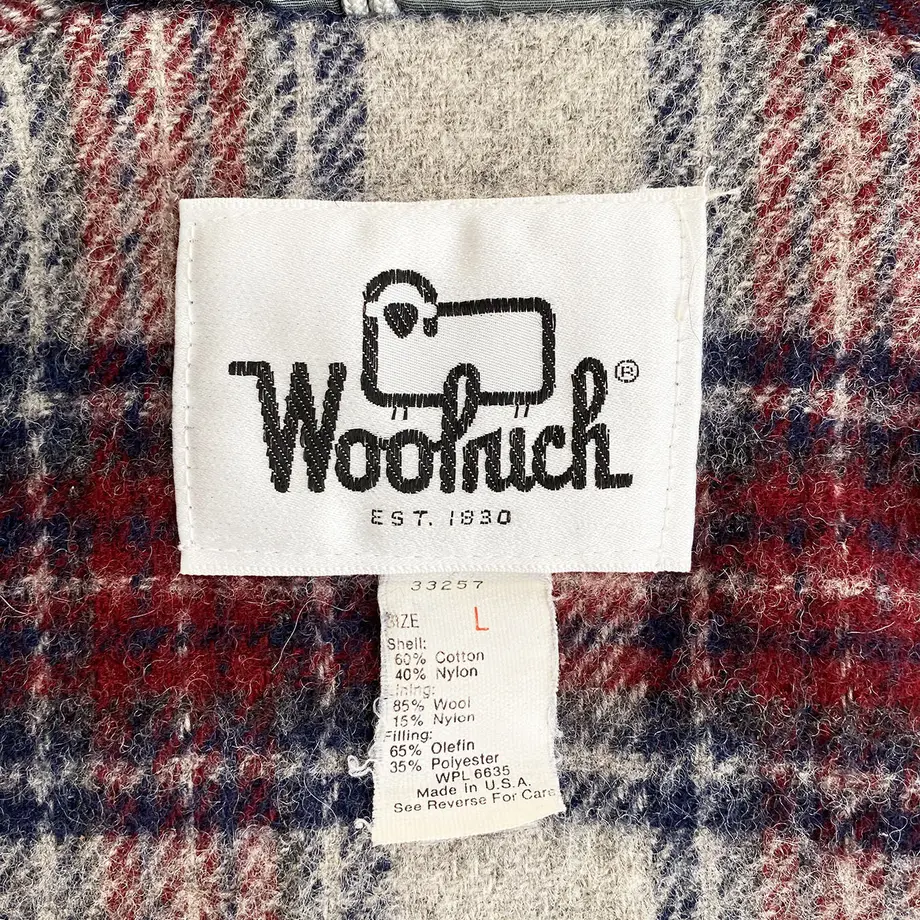 Woolrich®
EST. 1830
33257
SIZE L
Shell:
60% Cotton
40% Nylon
Lining:
85% Wool
15% Nylon
Filling:
65% Olefin
35% Polyester
WPL 6635
Made in U.S.A.
See Reverse For Care